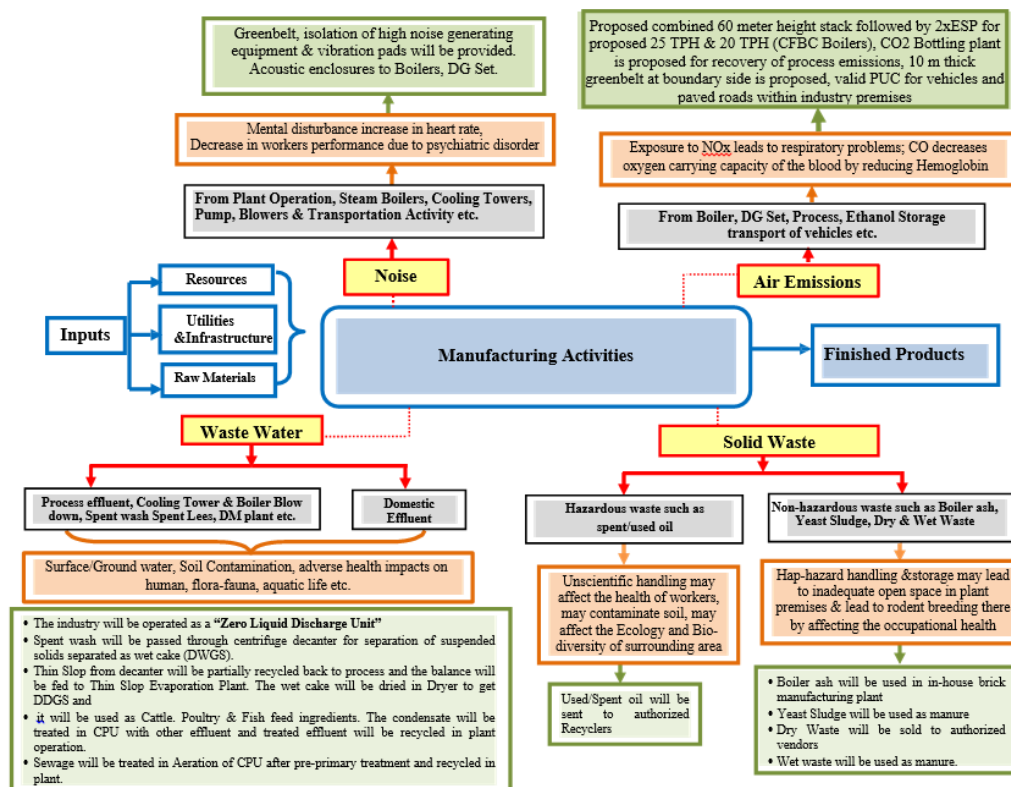 Greenbelt, isolation of high noise generating
equipment & vibration pads will be provided.
Acoustic enclosures to Boilers, DG Set.
Proposed combined 60 meter height stack followed by 2xESP for
proposed 25 TPH & 20 TPH (CFBC Boilers), CO2 Bottling plant
is proposed for recovery of process emissions, 10 m thick
greenbelt at boundary side is proposed, valid PUC for vehicles and
paved roads within industry premises
Mental disturbance increase in heart rate,
Decrease in workers performance due to psychiatric disorder
Exposure to NOx leads to respiratory problems; CO decreases
oxygen carrying capacity of the blood by reducing Hemoglobin
From Plant Operation, Steam Boilers, Cooling Towers,
Pump, Blowers & Transportation Activity etc.
From Boiler, DG Set, Process, Ethanol Storage
transport of vehicles etc.
Noise
Air Emissions
Inputs
Resources
Utilities
&Infrastructure
Raw Materials
Manufacturing Activities
Finished Products
Waste Water
Solid Waste
Process effluent, Cooling Tower & Boiler Blow
down, Spent wash Spent Lees, DM plant etc.
Domestic
Effluent
Hazardous waste such as
spent/used oil
Non-hazardous waste such as Boiler ash,
Yeast Sludge, Dry & Wet Waste
Surface/Ground water, Soil Contamination, adverse health impacts on
human, flora-fauna, aquatic life etc.
Unscientific handling may
affect the health of workers,
may contaminate soil, may
affect the Ecology and Bio-
diversity of surrounding area
Hap-hazard handling &storage may lead
to inadequate open space in plant
premises & lead to rodent breeding there
by affecting the occupational health
• The industry will be operated as a “Zero Liquid Discharge Unit”
• Spent wash will be passed through centrifuge decanter for separation of suspended
solids separated as wet cake (DWGS).
• Thin Slop from decanter will be partially recycled back to process and the balance will
be fed to Thin Slop Evaporation Plant. The wet cake will be dried in Dryer to get
DDGS and
• it will be used as Cattle. Poultry & Fish feed ingredients. The condensate will be
treated in CPU with other effluent and treated effluent will be recycled in plant
operation.
• Sewage will be treated in Aeration of CPU after pre-primary treatment and recycled in
plant.
Used/Spent oil will be
sent to authorized
Recyclers
• Boiler ash will be used in in-house brick
manufacturing plant
• Yeast Sludge will be used as manure
• Dry Waste will be sold to authorized
vendors
• Wet waste will be used as manure.